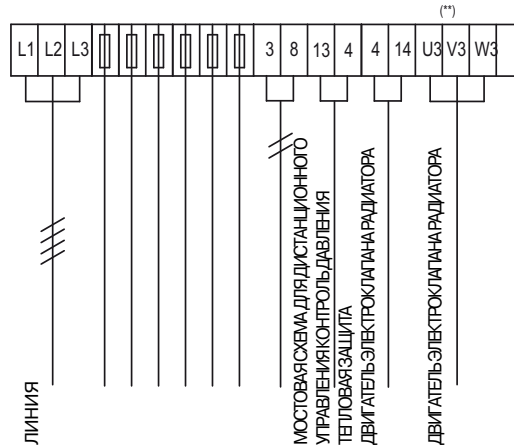 (**)
L1 L2 L3 3 8 13 4 4 14 U3 V3 W3
ЛИНИЯ
МОСТОВАЯ СХЕМА ДЛЯ ДИСТАНЦИОННОГО
УПРАВЛЕНИЯ КОНТРОЛЬ ДАВЛЕНИЯ
ТЕПЛОВАЯ ЗАЩИТА
ДВИГАТЕЛЬ ЭЛЕКТРОКЛАПАНА РАДИАТОРА
ДВИГАТЕЛЬ ЭЛЕКТРОКЛАПАНА РАДИАТОРА